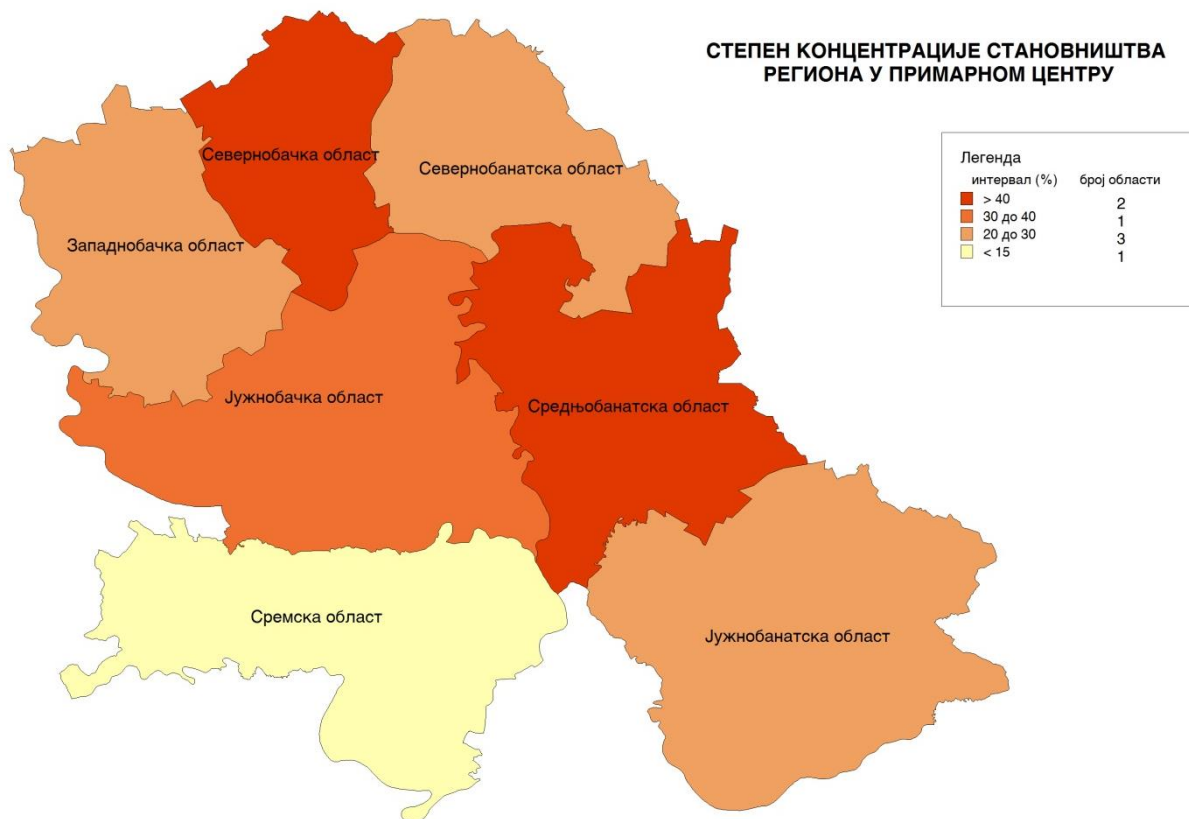 СТЕПЕН КОНЦЕНТРАЦИЈЕ СТАНОВНИШТВА
РЕГИОНА У ПРИМАРНОМ ЦЕНТРУ
Легенда
интервал (%) број области
> 40 2
30 до 40 1
20 до 30 3
< 15 1
Севернобачка област
Севернобанатска област
Западнобачка област
Јужнобачка област
Средњобанатска област
Сремска област
Јужнобанатска област